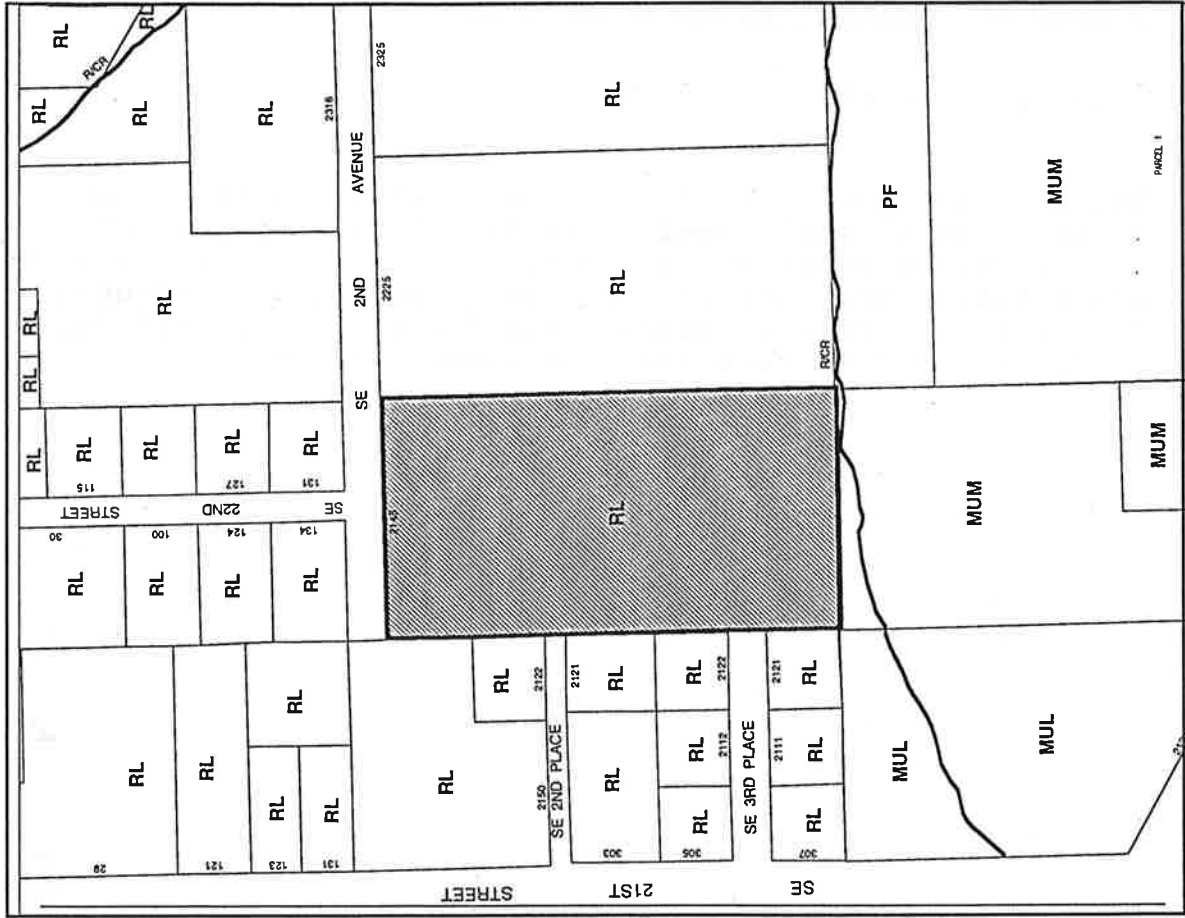 RL
RD
R/CR
RL
RL
RL
2316
2325
AVENUE
RL
RL
RL
RL
2ND
2225
RL
PF
MUM
PARCEL
R/CR
SE
RL
RL
115
RL
RL
127
RL
131
STREET
22ND
SE
30
RL
100
RL
124
RL
134
RL
2143
RL
MUM
MUM
RL
29
RL
121
RL
RL
123
RL
131
RL
RL
2122
2150
SE 2ND PLACE
2121
RL
RL
303
RL
2122
RL
2112
RL
305
SE 3RD PLACE
2121
RL
2111
RL
RL
307
MUL
MUL
SE
21ST
STREET